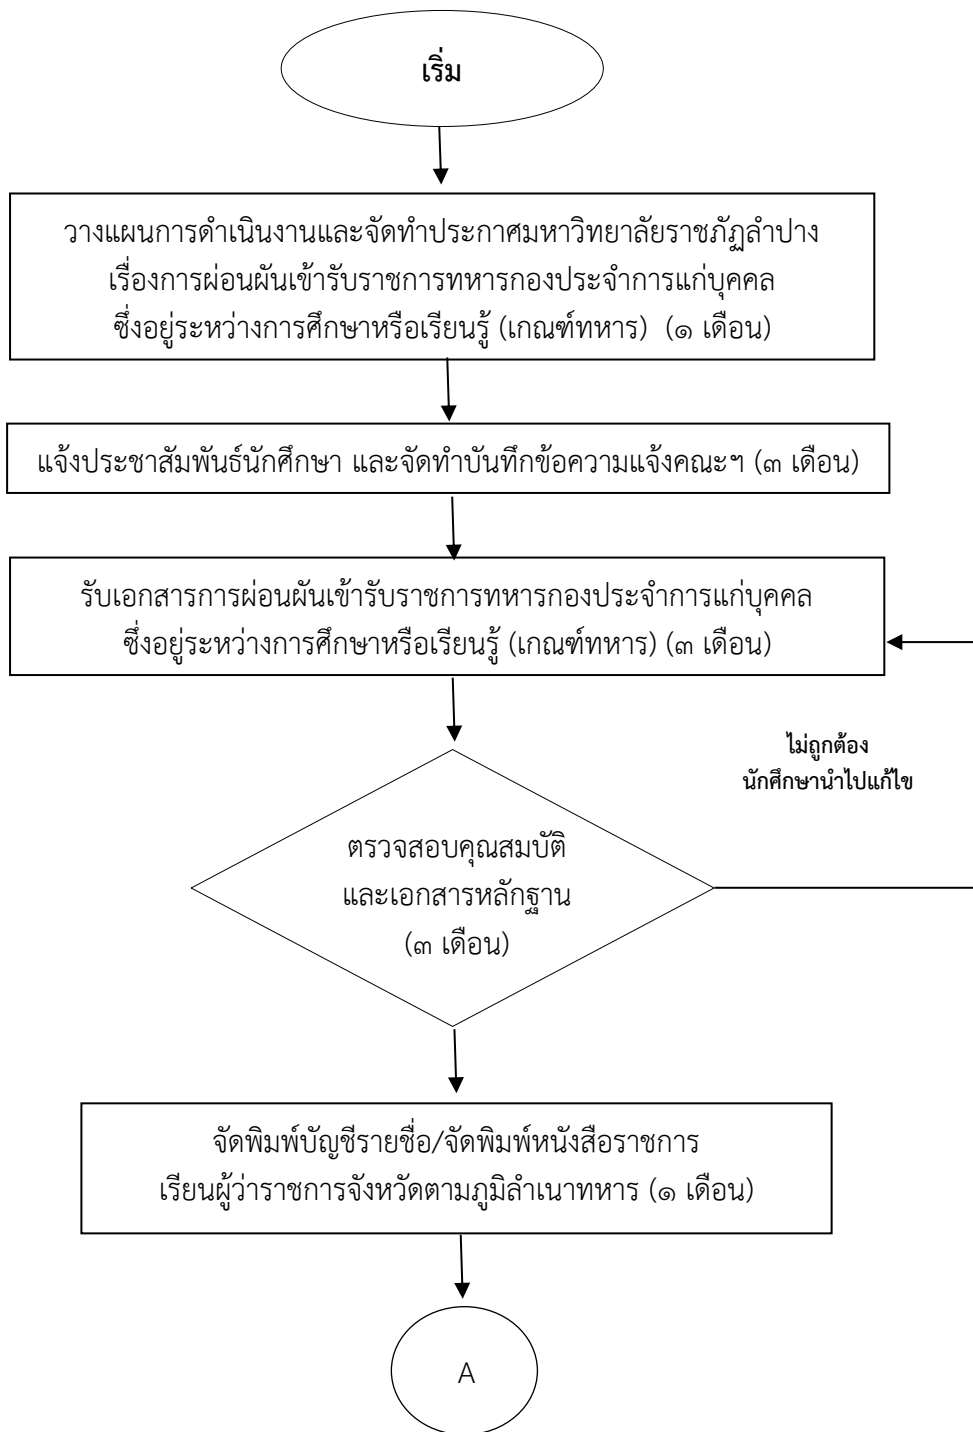 เริ่ม
วางแผนการดำเนินงานและจัดทำประกาศมหาวิทยาลัยราชภัฏลำปาง
เรื่องการผ่อนผันเข้ารับราชการทหารกองประจำการแก่บุคคล
ซึ่งอยู่ระหว่างการศึกษาหรือเรียนรู้ (เกณฑ์ทหาร) (๑ เดือน)
แจ้งประชาสัมพันธ์นักศึกษา และจัดทำบันทึกข้อความแจ้งคณะฯ (๓ เดือน)
รับเอกสารการผ่อนผันเข้ารับราชการทหารกองประจำการแก่บุคคล
ซึ่งอยู่ระหว่างการศึกษาหรือเรียนรู้ (เกณฑ์ทหาร) (๓ เดือน)
ไม่ถูกต้อง
นักศึกษานำไปแก้ไข
ตรวจสอบคุณสมบัติ
และเอกสารหลักฐาน
(๓ เดือน)
จัดพิมพ์บัญชีรายชื่อ/จัดพิมพ์หนังสือราชการ
เรียนผู้ว่าราชการจังหวัดตามภูมิลำเนาทหาร (๑ เดือน)
A